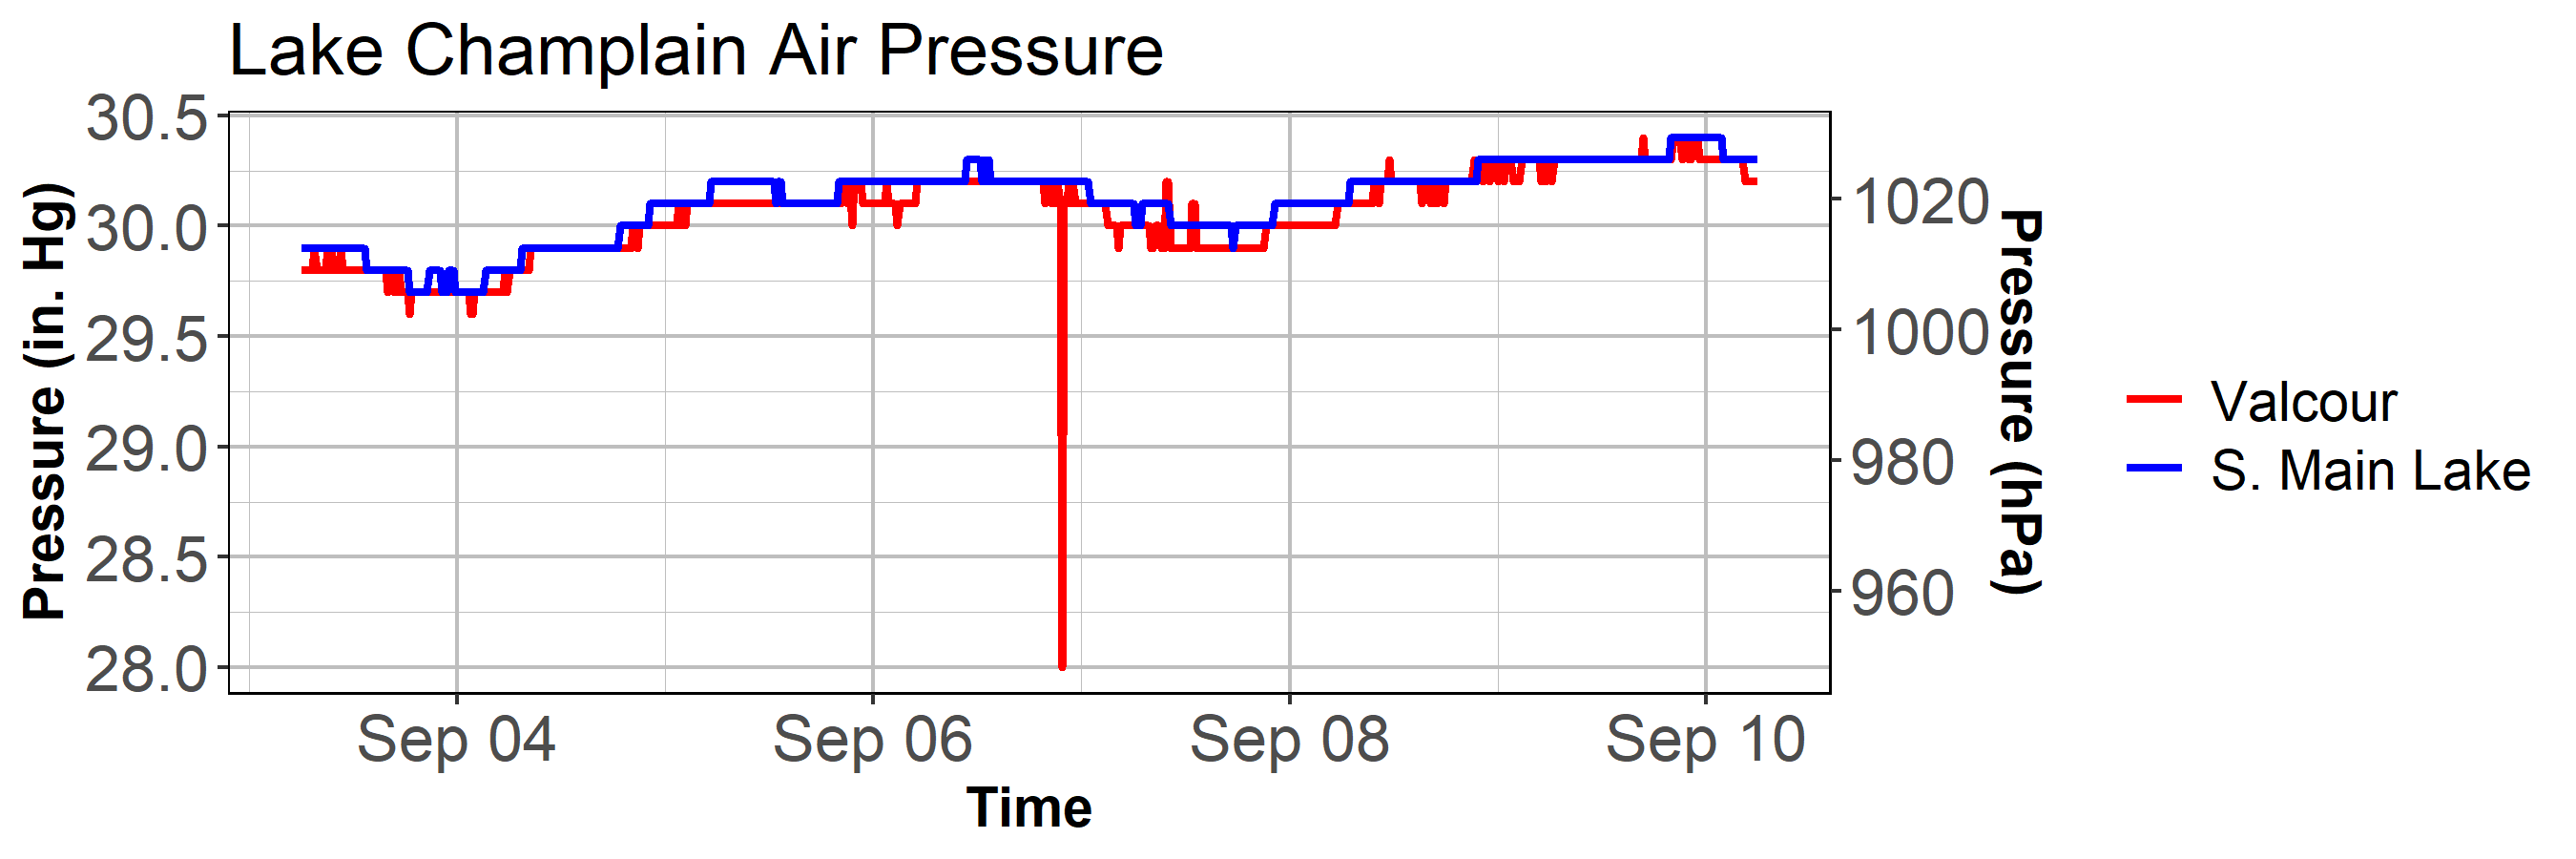 Lake Champlain Air Pressure
30.5
30.0
29.5
29.0
28.5
28.0
Pressure (in. Hg)
1020
1000
980
960
Pressure (hPa)
Sep 04 Sep 06 Sep 08 Sep 10
Time
Valcour
S. Main Lake